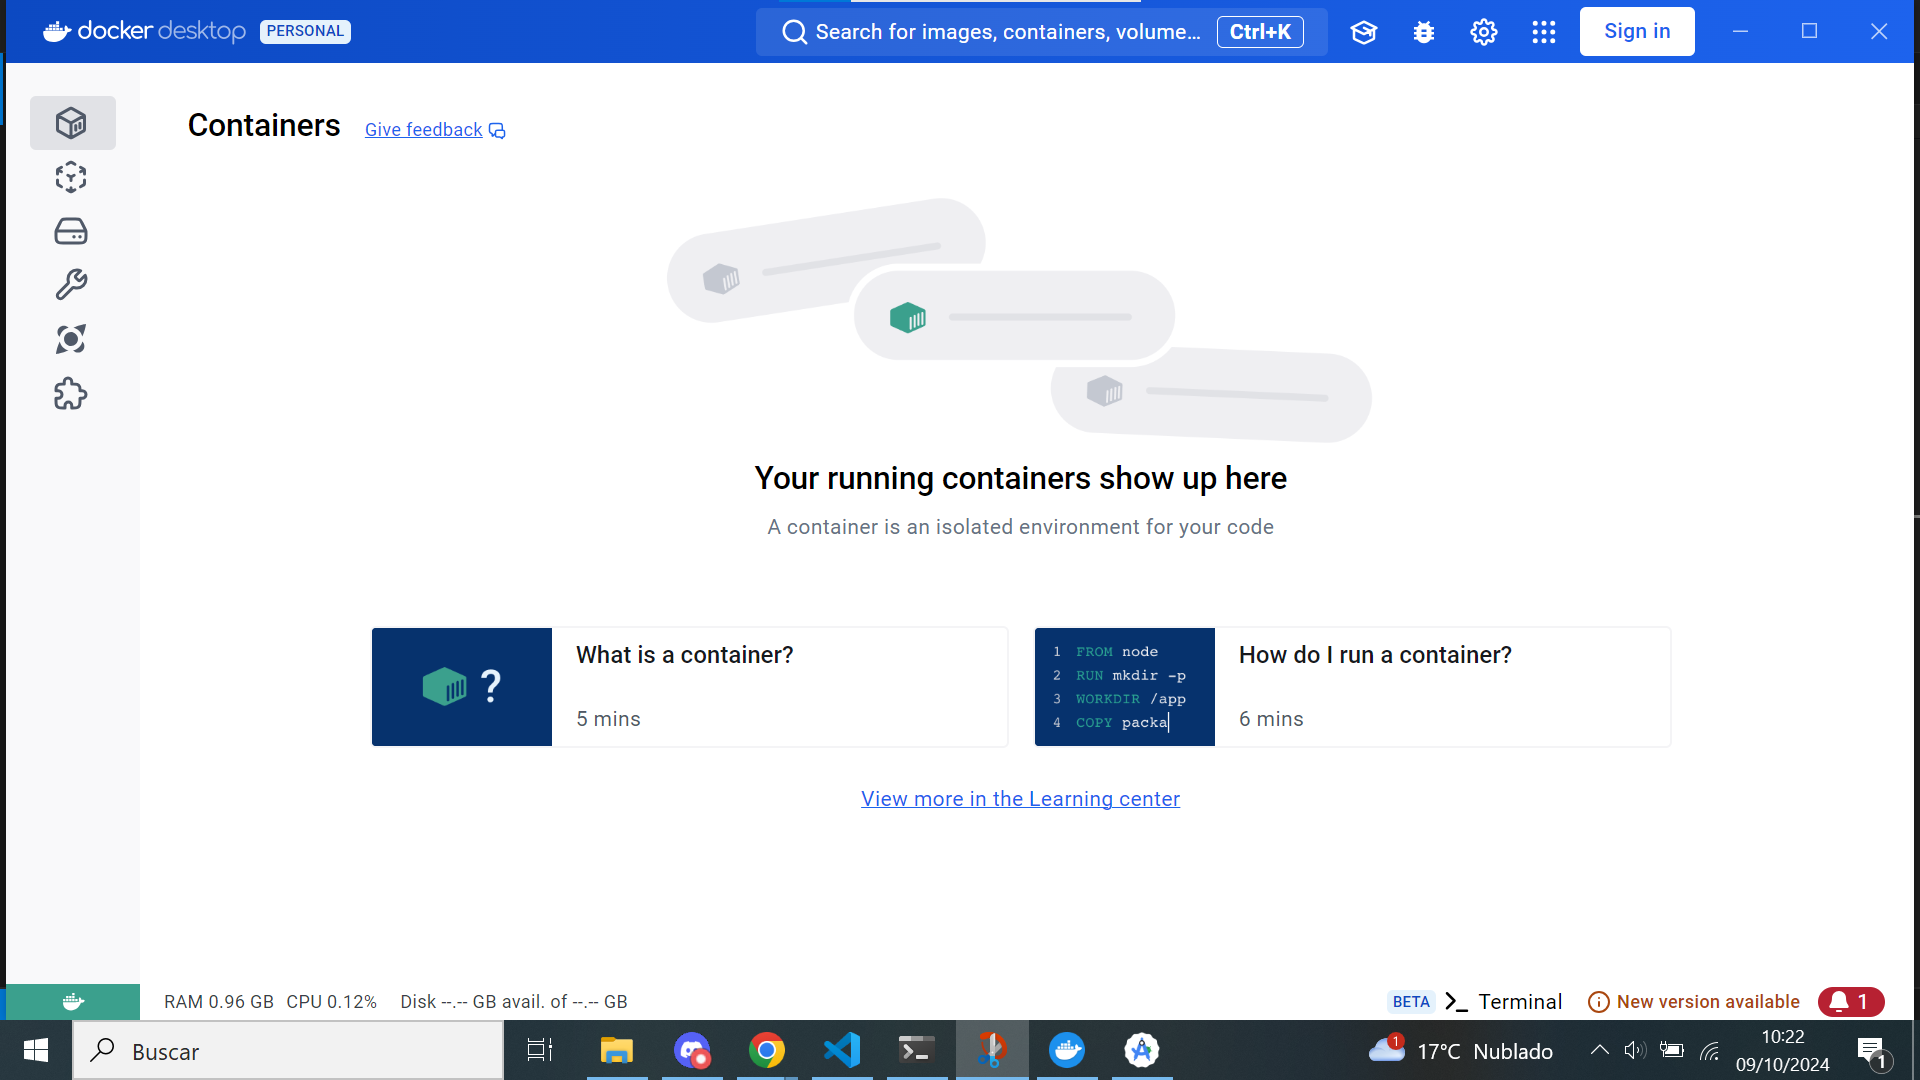 docker desktop PERSONAL
Search for images, containers, volume... Ctrl+K
Sign in
Containers Give feedback
Your running containers show up here
A container is an isolated environment for your code
?
What is a container?
5 mins
1 FROM node
2 RUN mkdir -p
3 WORKDIR /app
4 COPY packa
How do I run a container?
6 mins
View more in the Learning center
RAM 0.96 GB CPU 0.12% Disk --.-- GB avail. of --.-- GB
BETA >_ Terminal
New version available
1
Buscar
1
17°C Nublado
10:22
09/10/2024
1